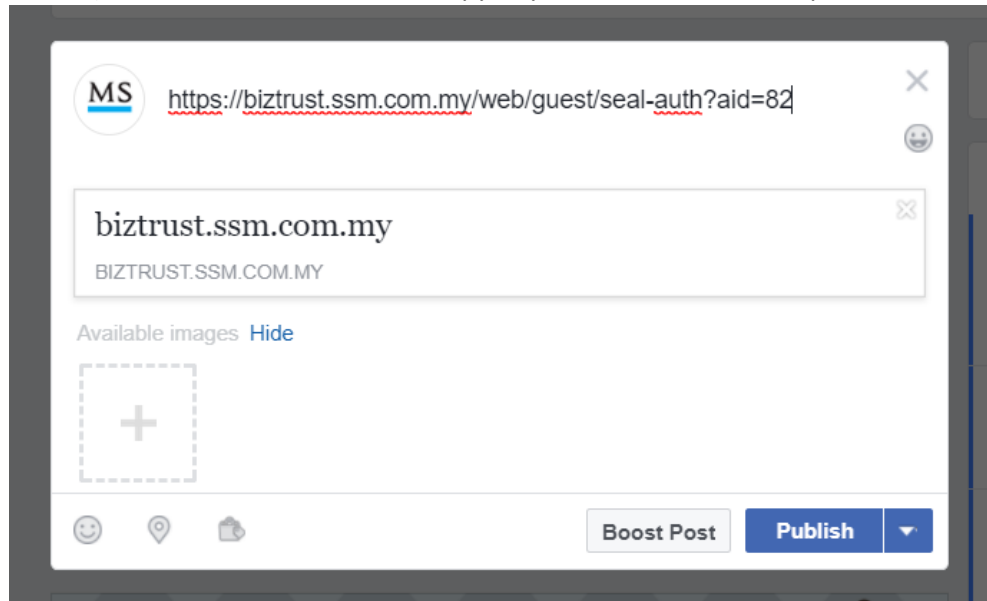 MS
https://biztrust.ssm.com.my/web/guest/seal-auth?aid=82
biztrust.ssm.com.my
BIZTRUST.SSM.COM.MY
Available images Hide
Boost Post Publish